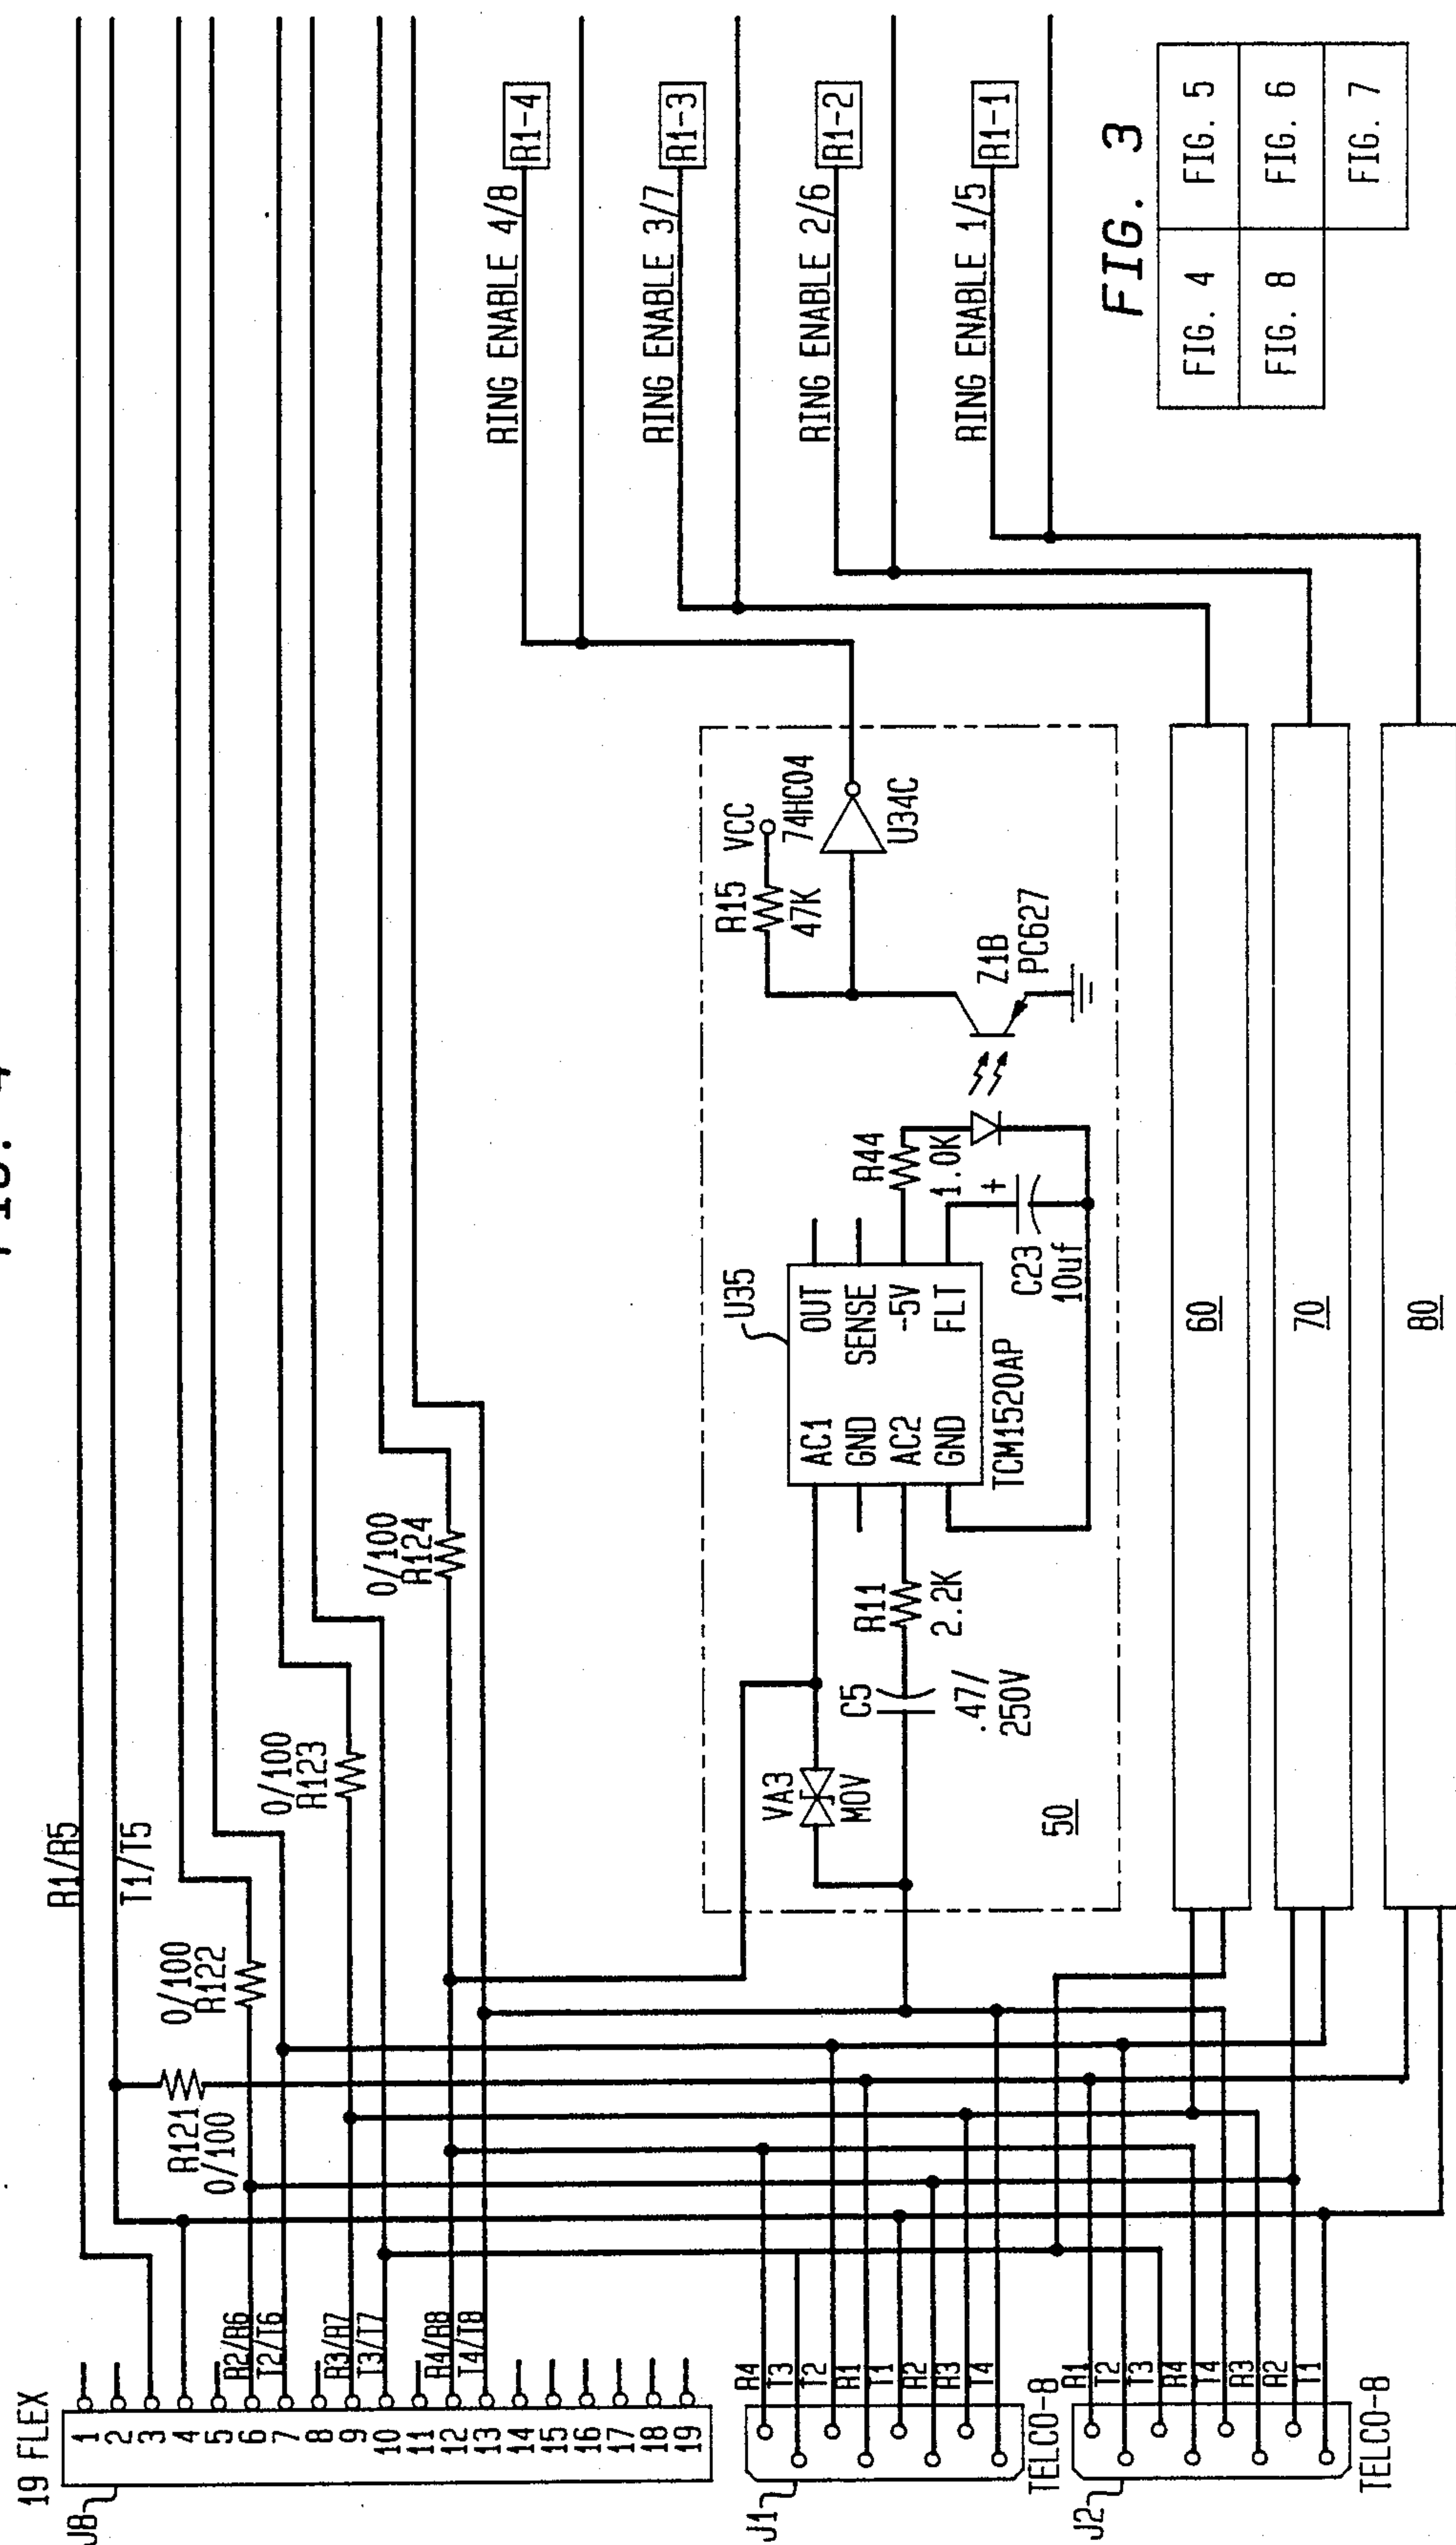 FIG. 4
19 FLEX
J8
1
2
3
4
5
6
7
8
9
10
11
12
13
14
15
16
17
18
19
R1/R5
T1/T5
R2/R6
T2/T6
R3/R7
T3/T7
R4/R8
T4/T8
R121
0/100
0/100
R122
0/100
R123
0/100
R124
J1
TELCO-8
R4
T3
T2
R1
T1
R2
R3
T4
J2
TELCO-8
R1
T2
T3
R4
T4
R3
R2
T1
VA3
MOV
C5
.47/
250V
R11
2.2K
50
U35
AC1
GND
AC2
GND
OUT
SENSE
-5V
FLT
TCM1520AP
R44
1.0K
+
C23
10uf
Z1B
PC627
R15
47K
VCC
74HC04
U34C
60
70
80
RING ENABLE 4/8
R1-4
RING ENABLE 3/7
R1-3
RING ENABLE 2/6
R1-2
RING ENABLE 1/5
R1-1
FIG. 3
FIG. 4 FIG. 5
FIG. 8 FIG. 6
FIG. 7